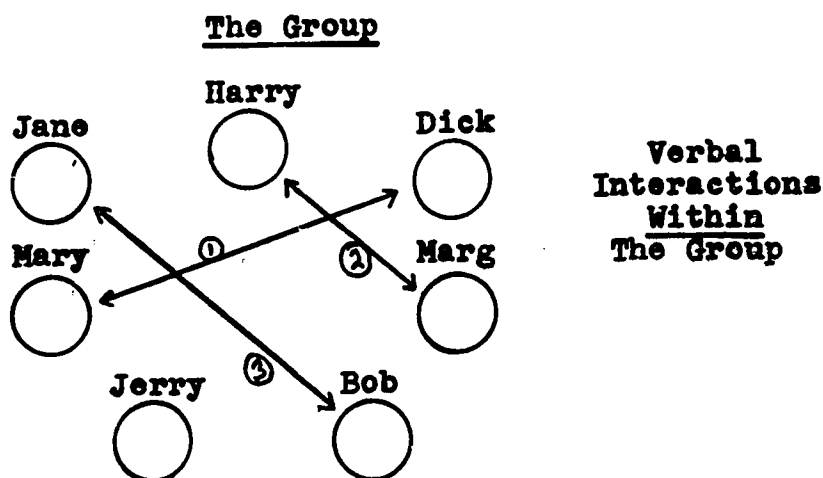 The Group
Harry
Jane
Dick
Verbal
Interactions
Within
The Group
①
②
Mary
Marg
③
Jerry
Bob